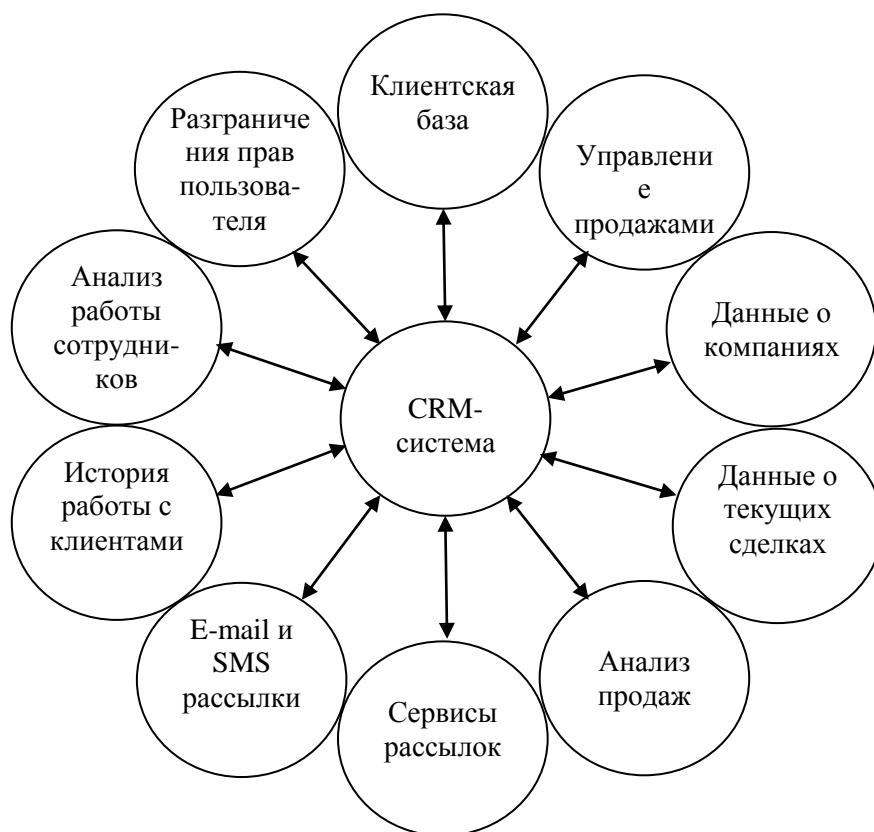 Клиентская
база
Разграниче
ния прав
пользова-
теля
Управлени
е
продажами
Анализ
работы
сотрудни-
ков
Данные о
компаниях
CRM-
система
История
работы с
клиентами
Данные о
текущих
сделках
E-mail и
SMS
рассылки
Анализ
продаж
Сервисы
рассылок